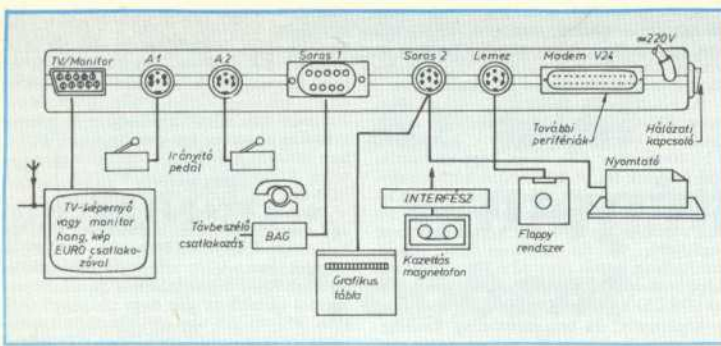 ≃220V
TV/Monitor
A1
A2
Soros 1
Soros 2
Lemez
Modem V24
További
perifériák
Hálózati
kapcsoló
Irányító
pedál
Nyomtató
INTERFÉSZ
Távbeszélő
csatlakozás
BAG
TV-képernyő
vagy monitor
hang, kép
EURO csatlako-
zóval
Kazettás
magnetofon
Floppy
rendszer
Grafikus
tábla